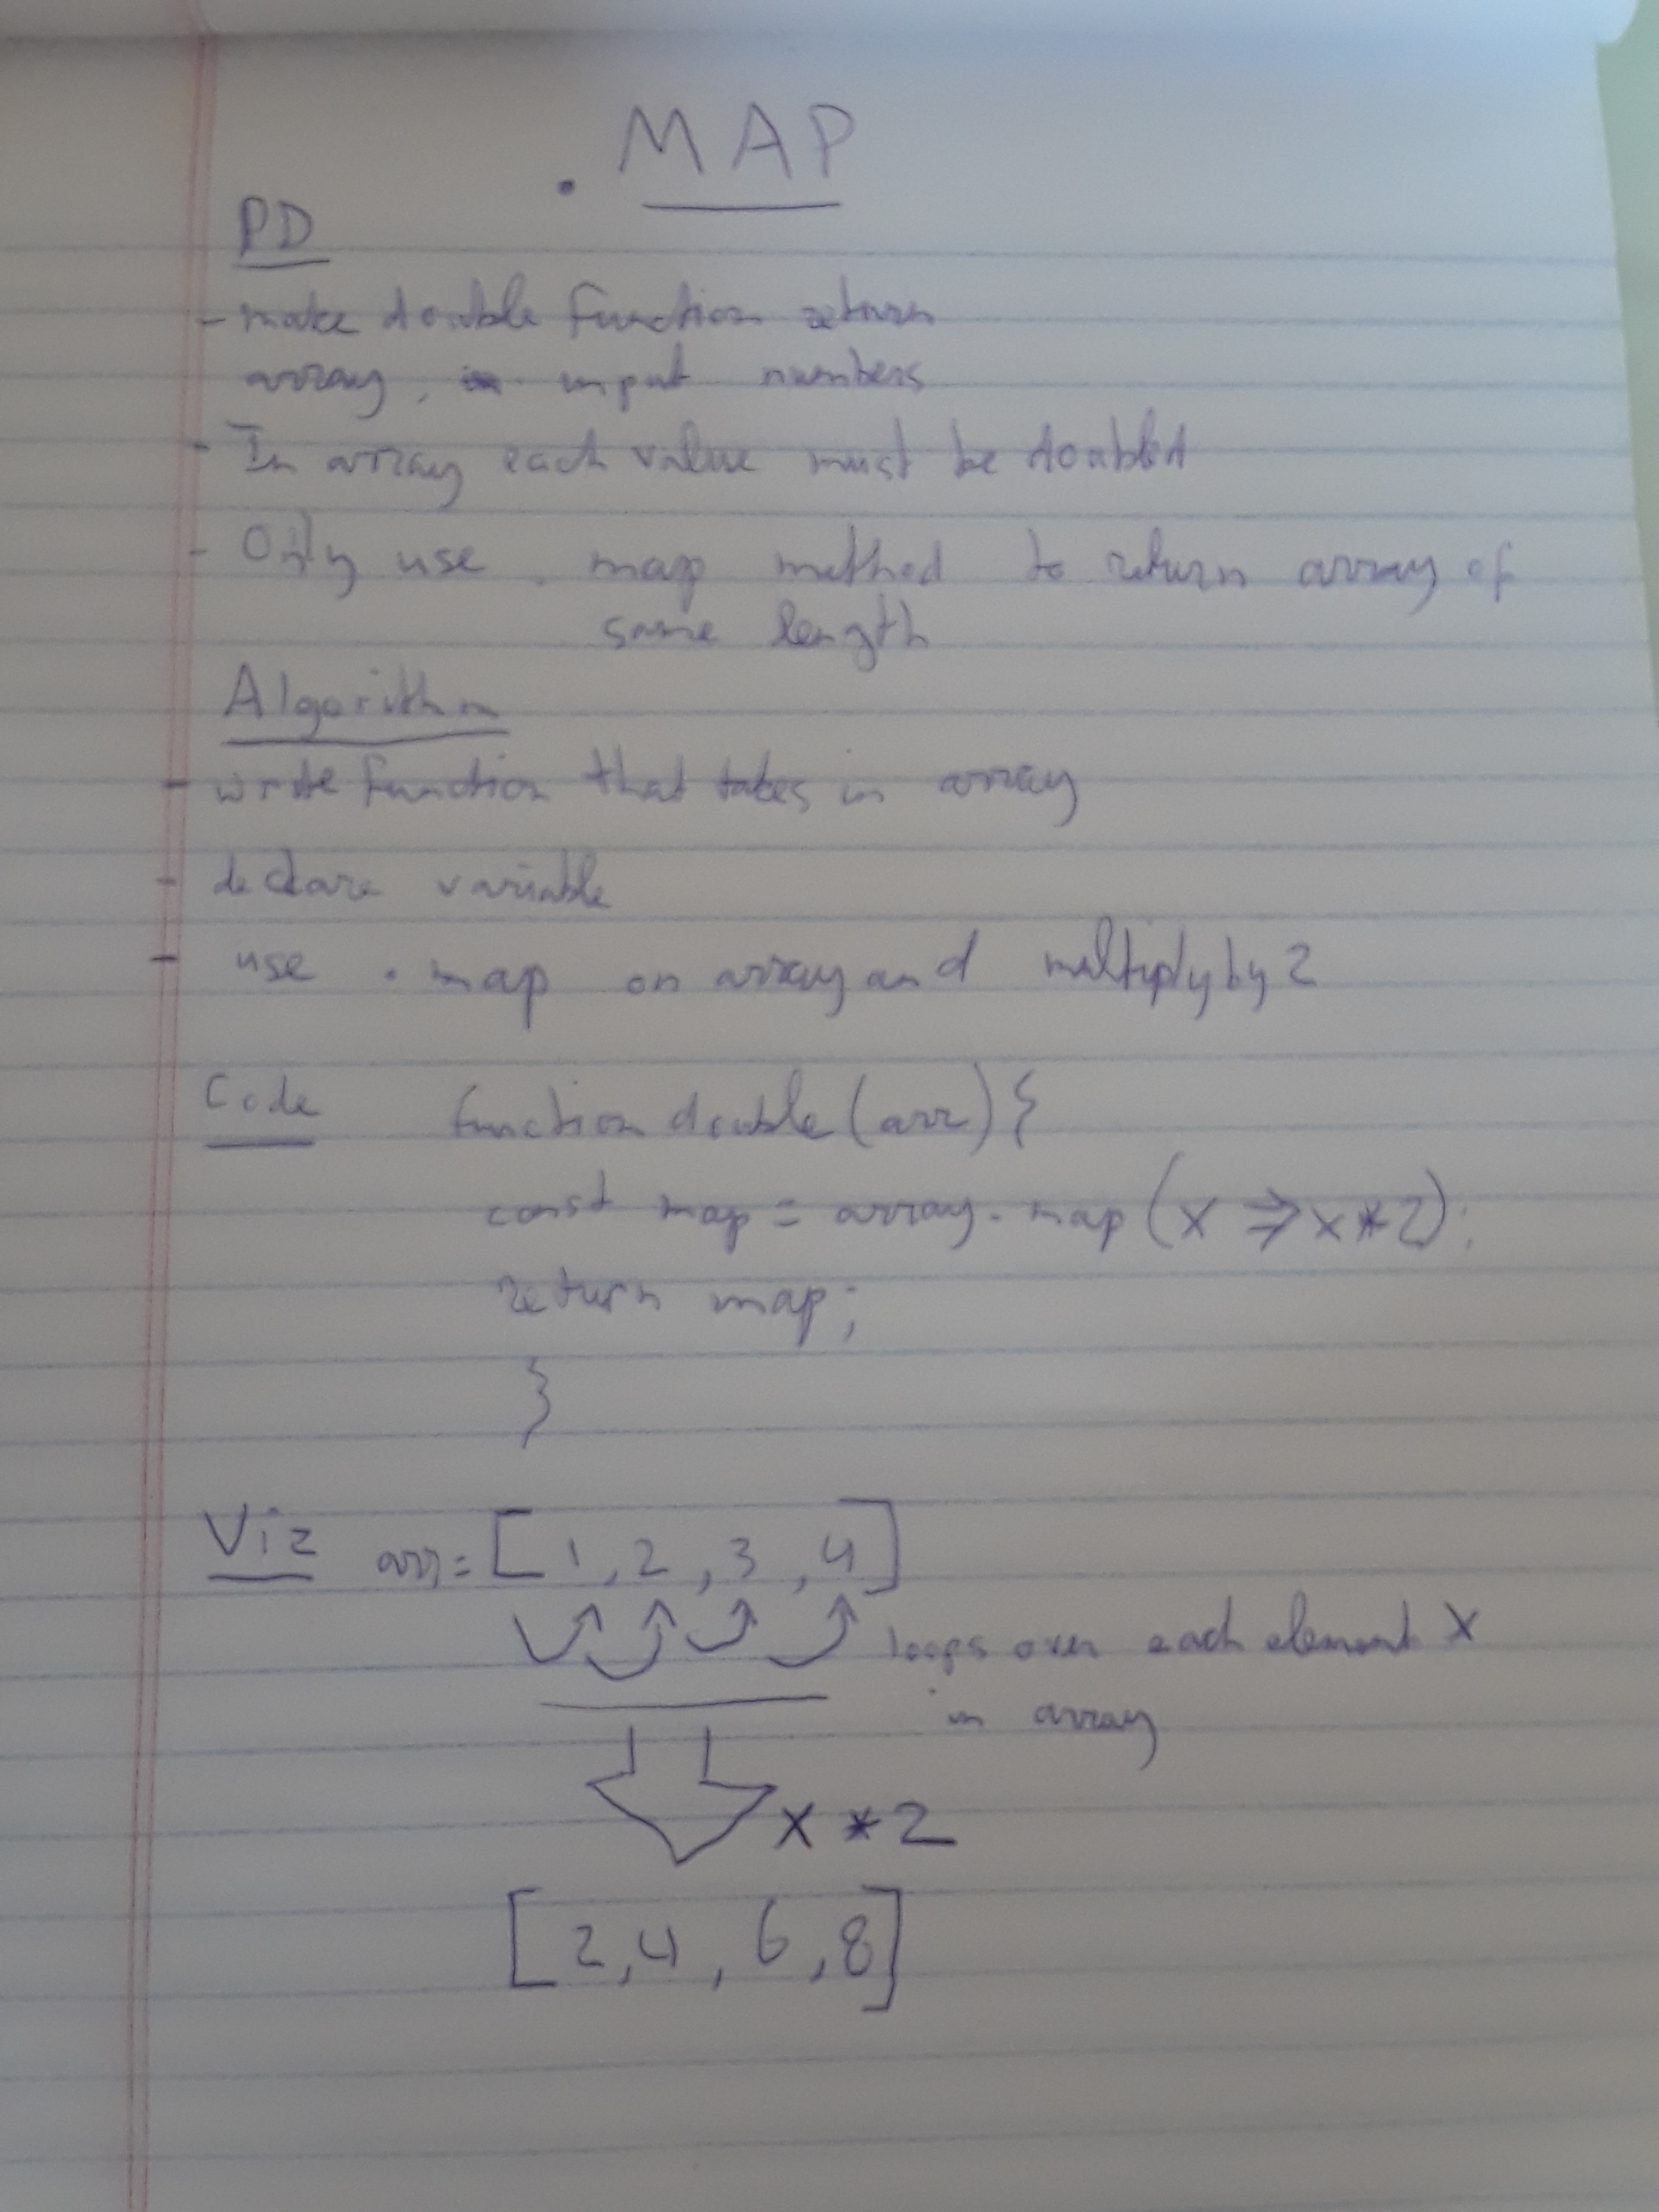 .MAP
PD
- make double function return
array, input numbers
- In array each value must be doubled
- Only use .map method to return array of
same length
Algorithm
- write function that takes in array
- declare variable
- use .map on array and multiply by 2
Code function double(arr){
const map = array.map(x => x*2);
return map;
}
Viz arr = [1,2,3,4]
loops over each element x
in array
x*2
[2,4,6,8]